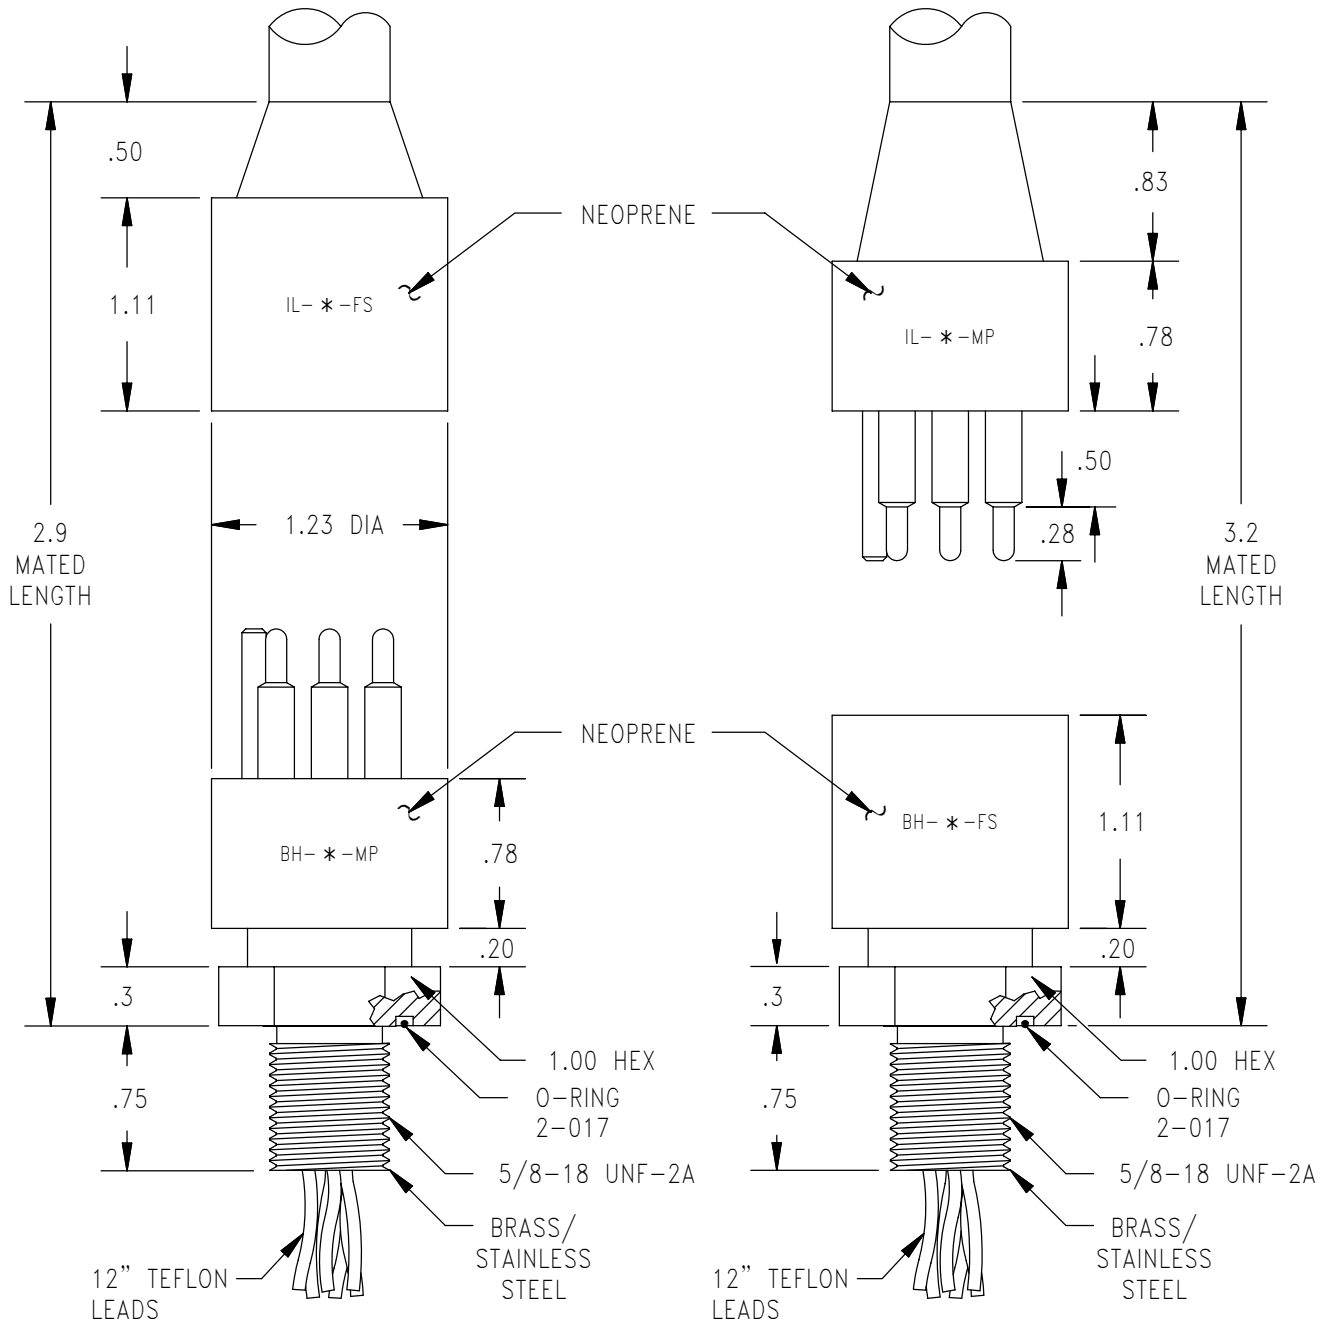 .50
.83
NEOPRENE
1.11
IL-*-FS
IL-*-MP
.78
.50
.28
1.23 DIA
2.9
MATED
LENGTH
3.2
MATED
LENGTH
NEOPRENE
BH-*-MP
.78
BH-*-FS
1.11
.20
.20
.3
.3
1.00 HEX
1.00 HEX
.75
O-RING
2-017
.75
O-RING
2-017
5/8-18 UNF-2A
5/8-18 UNF-2A
BRASS/
STAINLESS
STEEL
BRASS/
STAINLESS
STEEL
12" TEFLON
LEADS
12" TEFLON
LEADS